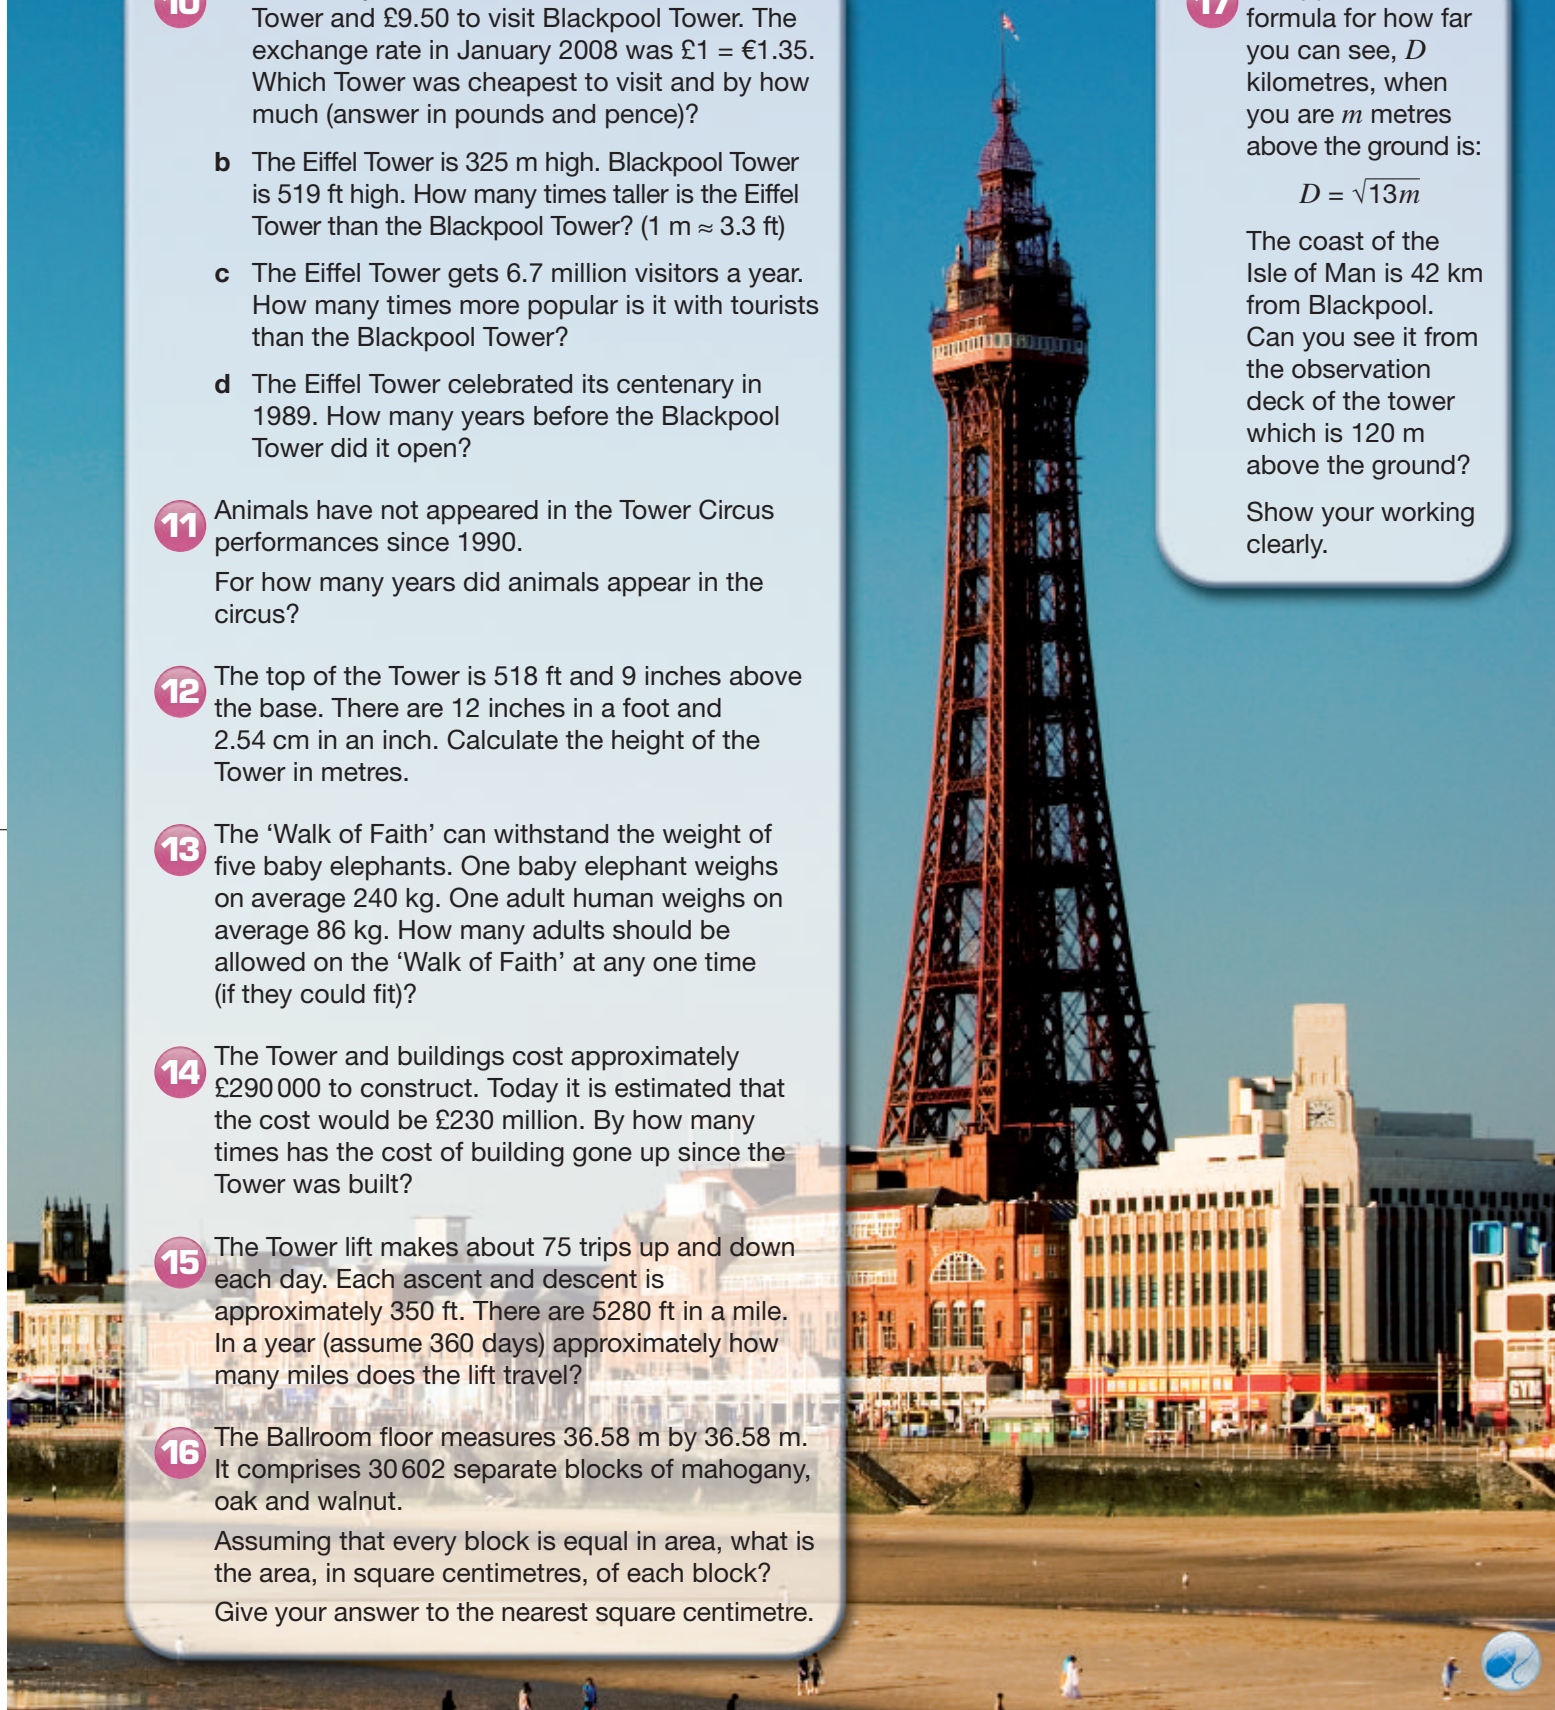 10
Tower and £9.50 to visit Blackpool Tower. The
exchange rate in January 2008 was £1 = €1.35.
Which Tower was cheapest to visit and by how
much (answer in pounds and pence)?
b The Eiffel Tower is 325 m high. Blackpool Tower
is 519 ft high. How many times taller is the Eiffel
Tower than the Blackpool Tower? (1 m ≈ 3.3 ft)
c The Eiffel Tower gets 6.7 million visitors a year.
How many times more popular is it with tourists
than the Blackpool Tower?
d The Eiffel Tower celebrated its centenary in
1989. How many years before the Blackpool
Tower did it open?
11 Animals have not appeared in the Tower Circus
performances since 1990.
For how many years did animals appear in the
circus?
12 The top of the Tower is 518 ft and 9 inches above
the base. There are 12 inches in a foot and
2.54 cm in an inch. Calculate the height of the
Tower in metres.
13 The ‘Walk of Faith’ can withstand the weight of
five baby elephants. One baby elephant weighs
on average 240 kg. One adult human weighs on
average 86 kg. How many adults should be
allowed on the ‘Walk of Faith’ at any one time
(if they could fit)?
14 The Tower and buildings cost approximately
£290 000 to construct. Today it is estimated that
the cost would be £230 million. By how many
times has the cost of building gone up since the
Tower was built?
15 The Tower lift makes about 75 trips up and down
each day. Each ascent and descent is
approximately 350 ft. There are 5280 ft in a mile.
In a year (assume 360 days) approximately how
many miles does the lift travel?
16 The Ballroom floor measures 36.58 m by 36.58 m.
It comprises 30 602 separate blocks of mahogany,
oak and walnut.
Assuming that every block is equal in area, what is
the area, in square centimetres, of each block?
Give your answer to the nearest square centimetre.
17
formula for how far
you can see, D
kilometres, when
you are m metres
above the ground is:
D = √13m
The coast of the
Isle of Man is 42 km
from Blackpool.
Can you see it from
the observation
deck of the tower
which is 120 m
above the ground?
Show your working
clearly.
GYM